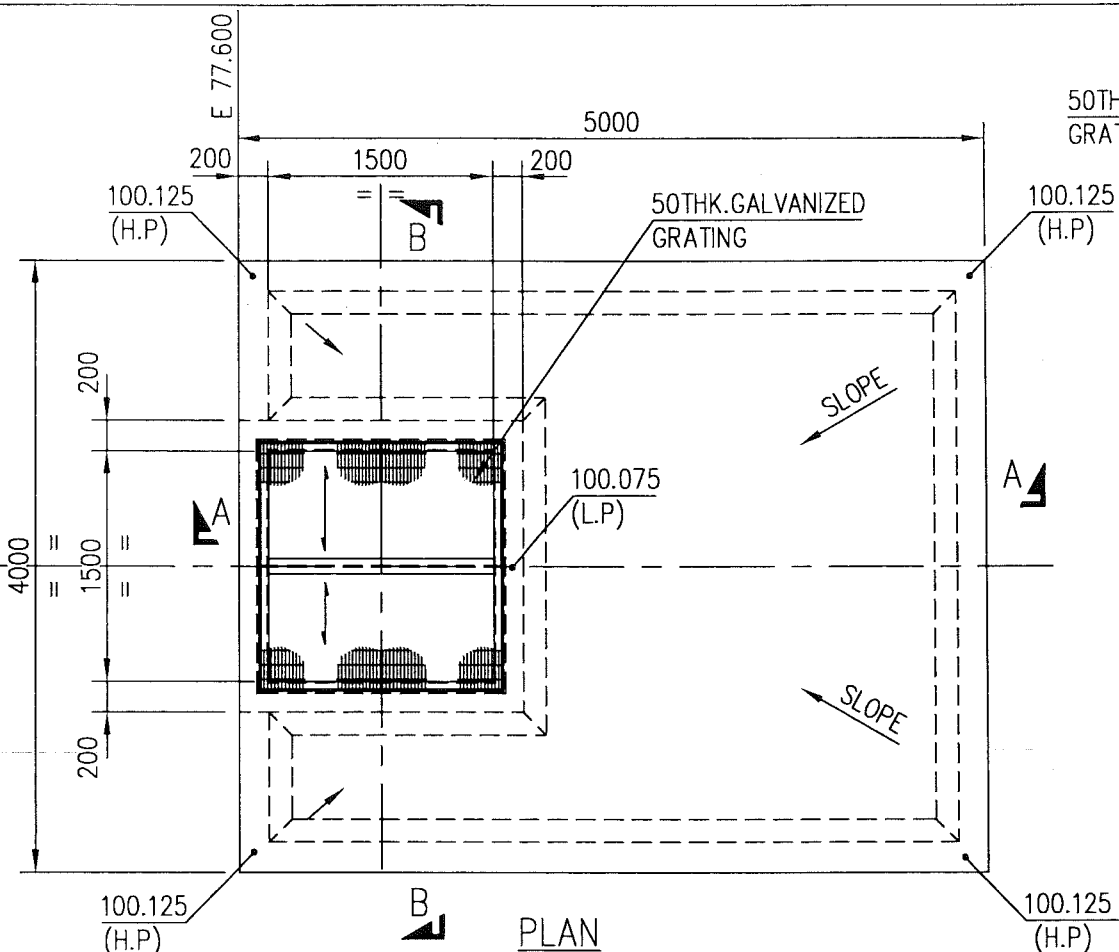 E 77.600
50TH
GRAT
5000
200
1500
200
= =
100.125
(H.P)
B
50THK.GALVANIZED
GRATING
100.125
(H.P)
200
SLOPE
A
100.075
(L.P)
A
4000
= =
1500
= =
SLOPE
200
100.125
(H.P)
B
PLAN
100.125
(H.P)